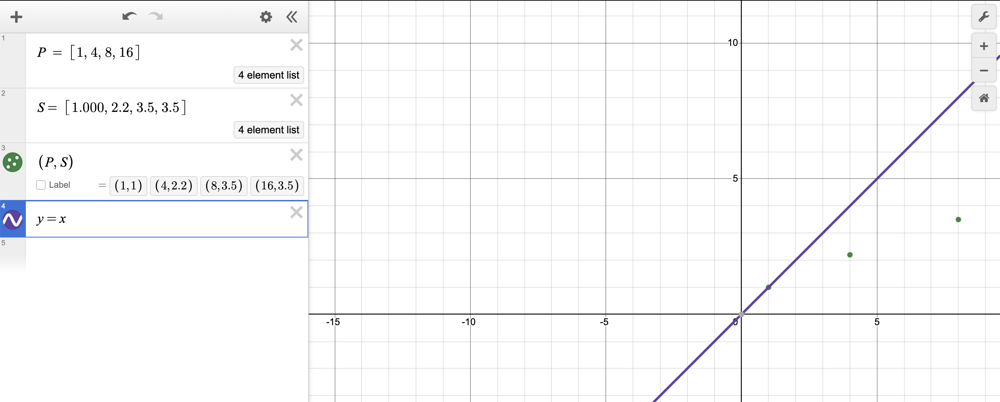 1
P = [1, 4, 8, 16]
4 element list
2
S = [1.000, 2.2, 3.5, 3.5]
4 element list
3
(P, S)
Label = (1,1) (4,2.2) (8,3.5) (16,3.5)
4
y = x
5
10
5
-15 -10 -5 0 5